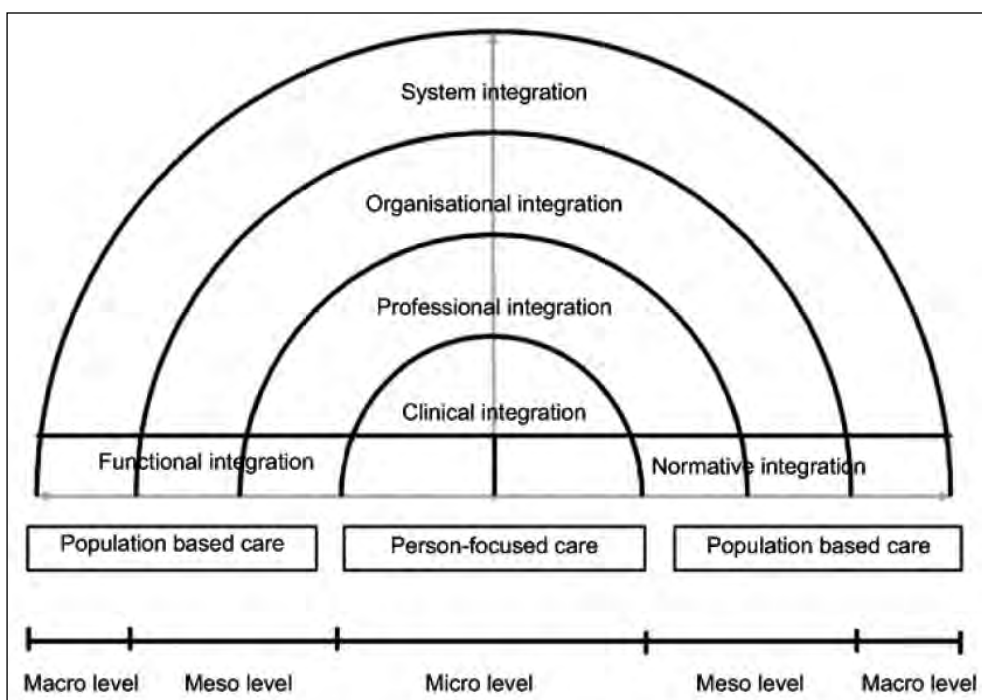 System integration
Organisational integration
Professional integration
Clinical integration
Functional integration
Normative integration
Population based care
Person-focused care
Population based care
Macro level
Meso level
Micro level
Meso level
Macro level